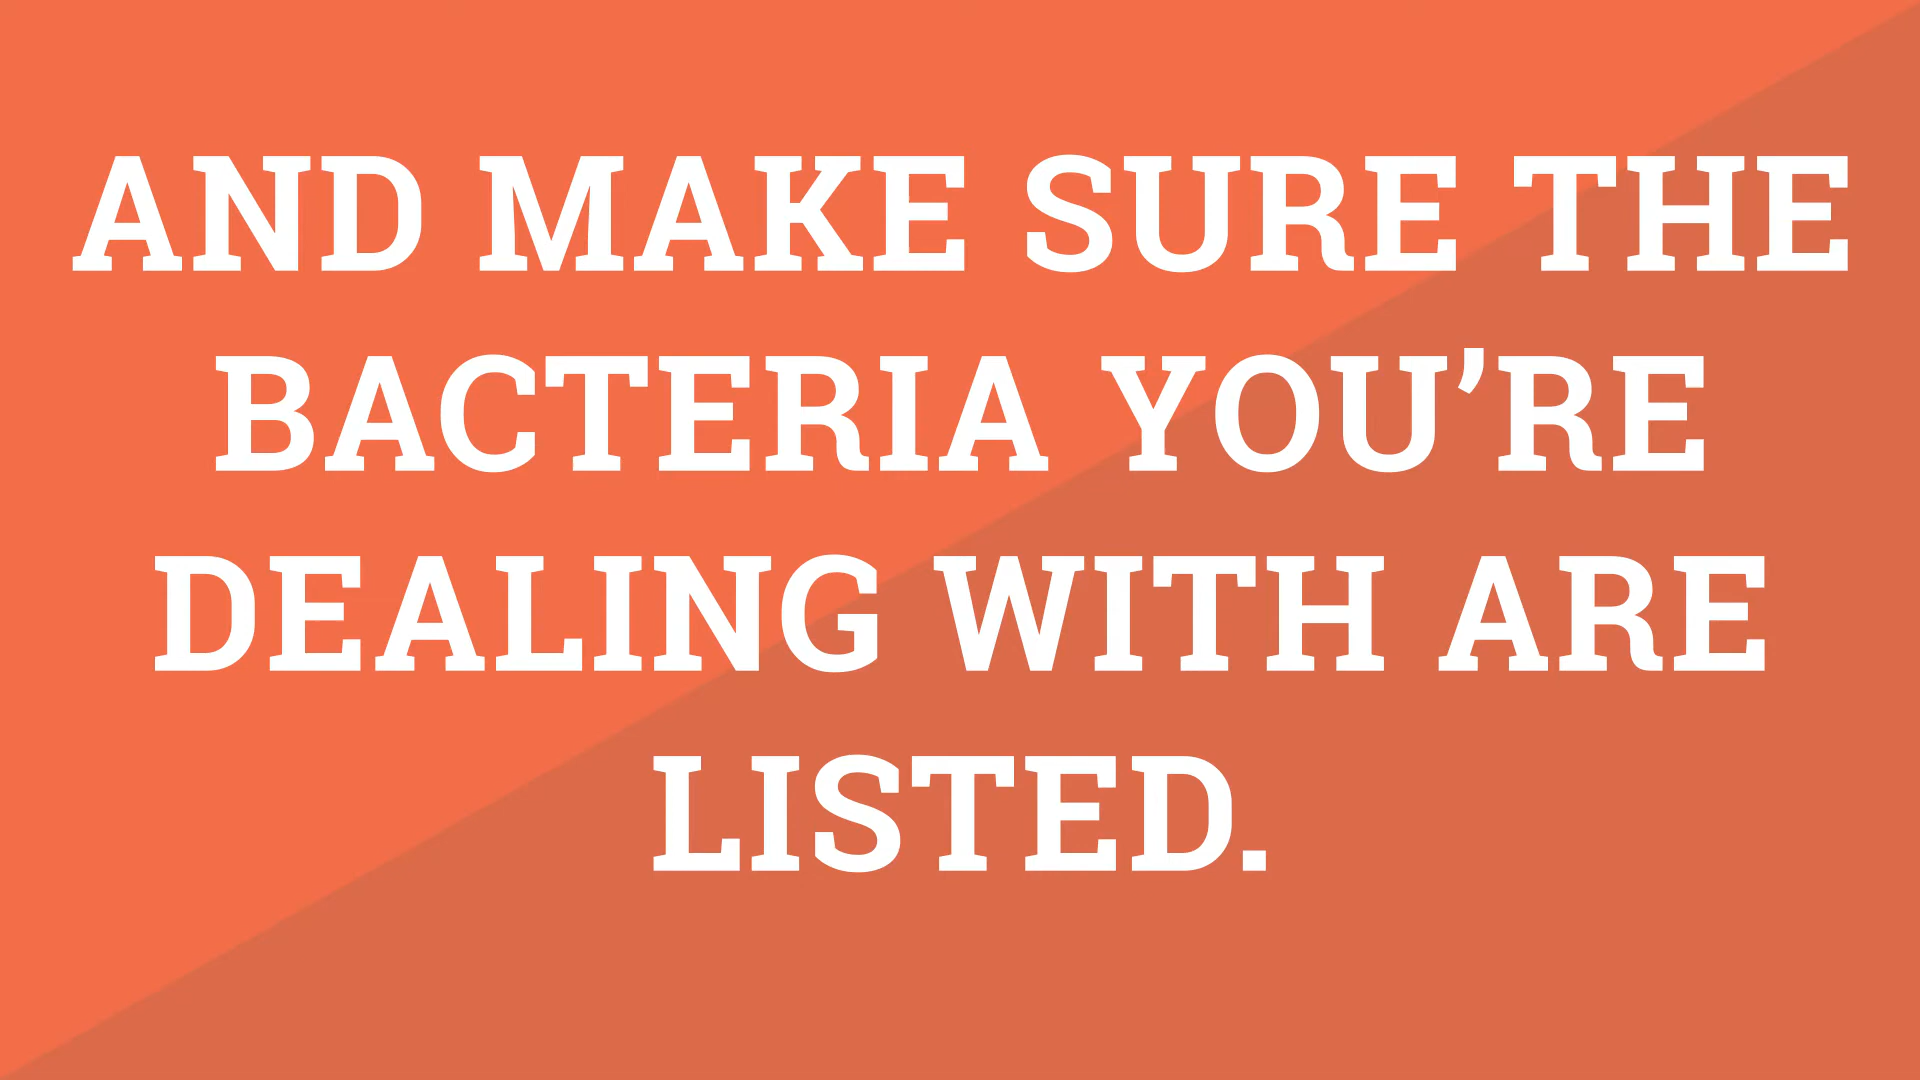 AND MAKE SURE THE
BACTERIA YOU’RE
DEALING WITH ARE
LISTED.